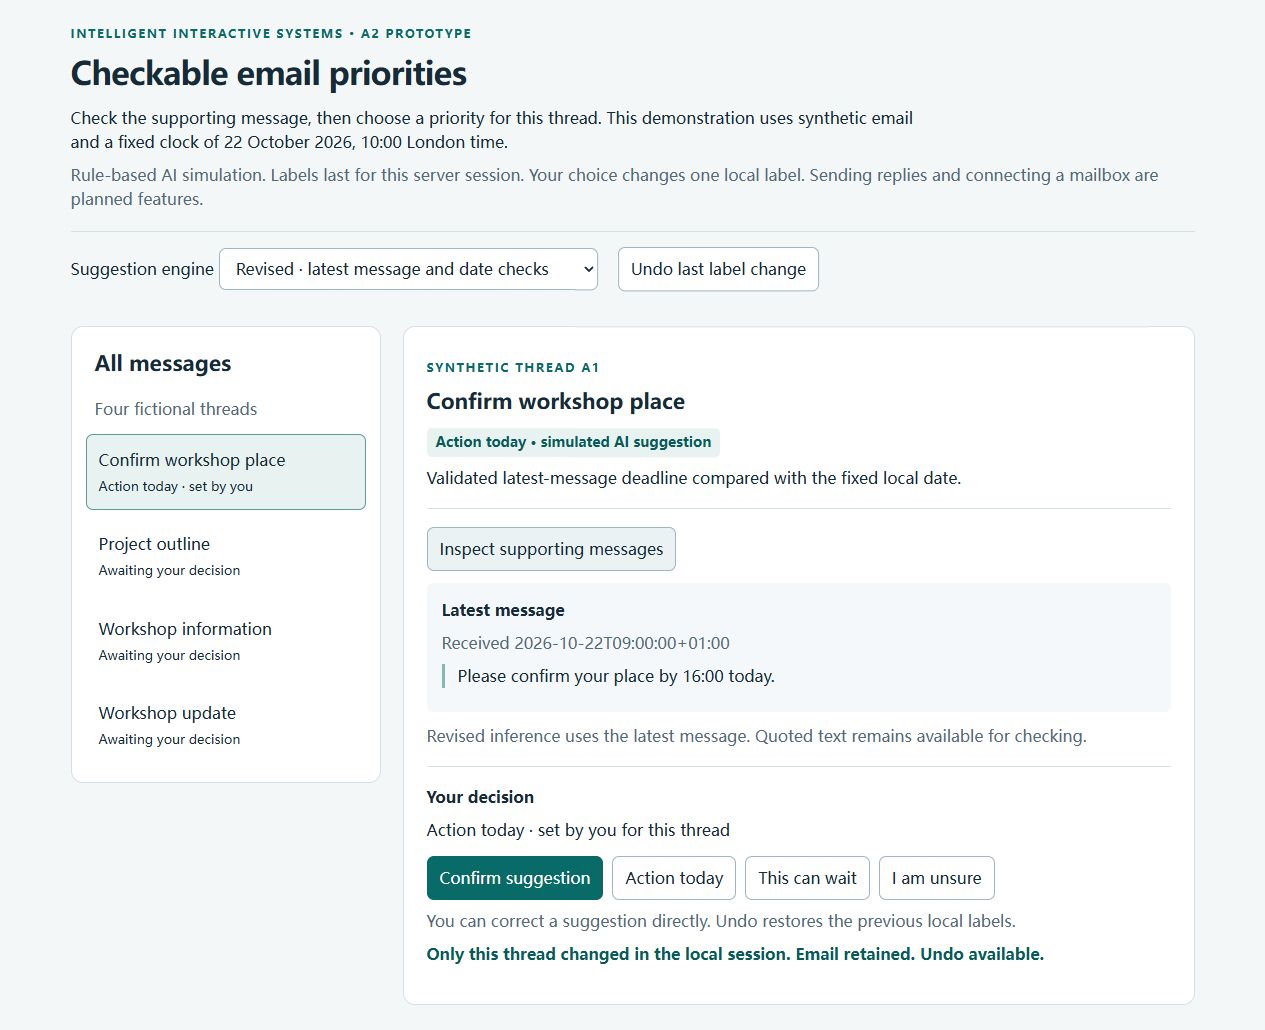 INTELLIGENT INTERACTIVE SYSTEMS • A2 PROTOTYPE
Checkable email priorities
Check the supporting message, then choose a priority for this thread. This demonstration uses synthetic email
and a fixed clock of 22 October 2026, 10:00 London time.
Rule-based AI simulation. Labels last for this server session. Your choice changes one local label. Sending replies and connecting a mailbox are
planned features.
Suggestion engine
Revised · latest message and date checks
Undo last label change
All messages
Four fictional threads
Confirm workshop place
Action today · set by you
Project outline
Awaiting your decision
Workshop information
Awaiting your decision
Workshop update
Awaiting your decision
SYNTHETIC THREAD A1
Confirm workshop place
Action today • simulated AI suggestion
Validated latest-message deadline compared with the fixed local date.
Inspect supporting messages
Latest message
Received 2026-10-22T09:00:00+01:00
Please confirm your place by 16:00 today.
Revised inference uses the latest message. Quoted text remains available for checking.
Your decision
Action today · set by you for this thread
Confirm suggestion
Action today
This can wait
I am unsure
You can correct a suggestion directly. Undo restores the previous local labels.
Only this thread changed in the local session. Email retained. Undo available.